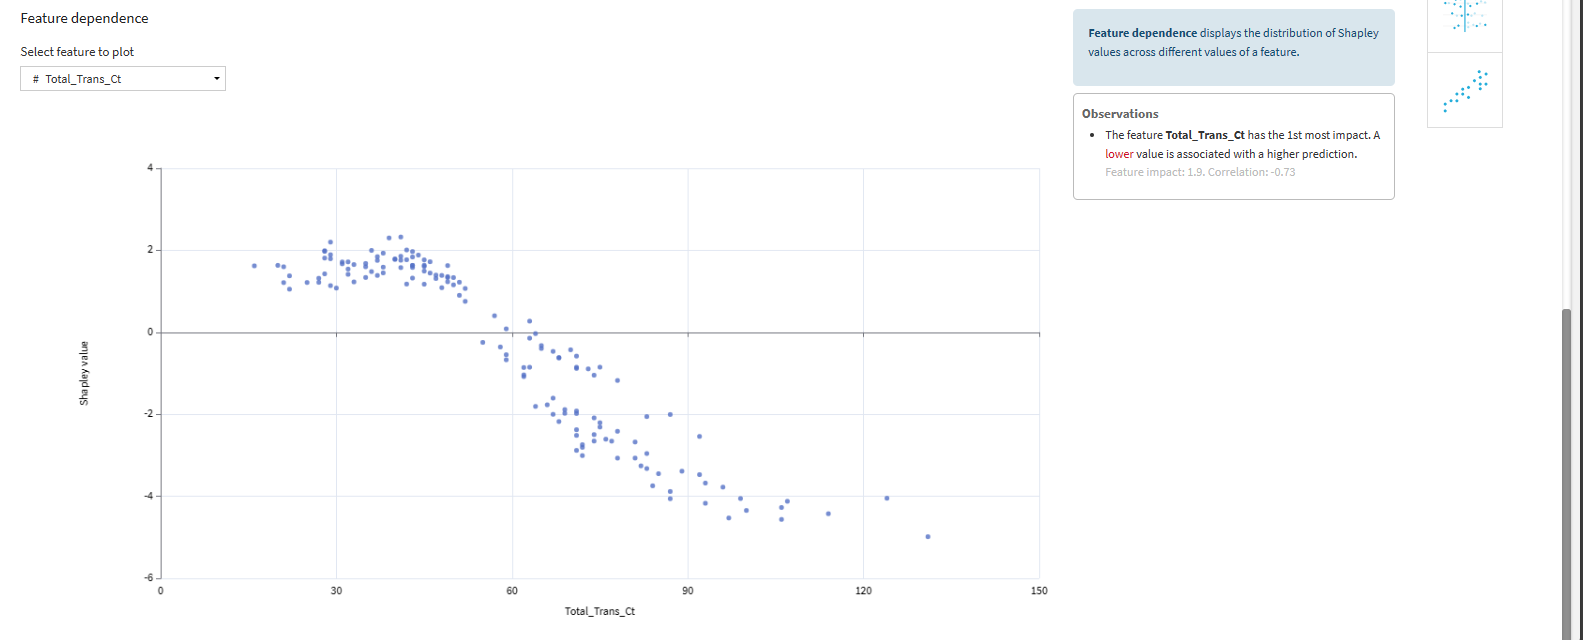 Feature dependence
Select feature to plot
# Total_Trans_Ct
Feature dependence displays the distribution of Shapley
values across different values of a feature.
Observations
• The feature Total_Trans_Ct has the 1st most impact. A
lower value is associated with a higher prediction.
Feature impact: 1.9. Correlation: -0.73
4
2
0
-2
-4
-6
Shapley value
0 30 60 90 120 150
Total_Trans_Ct